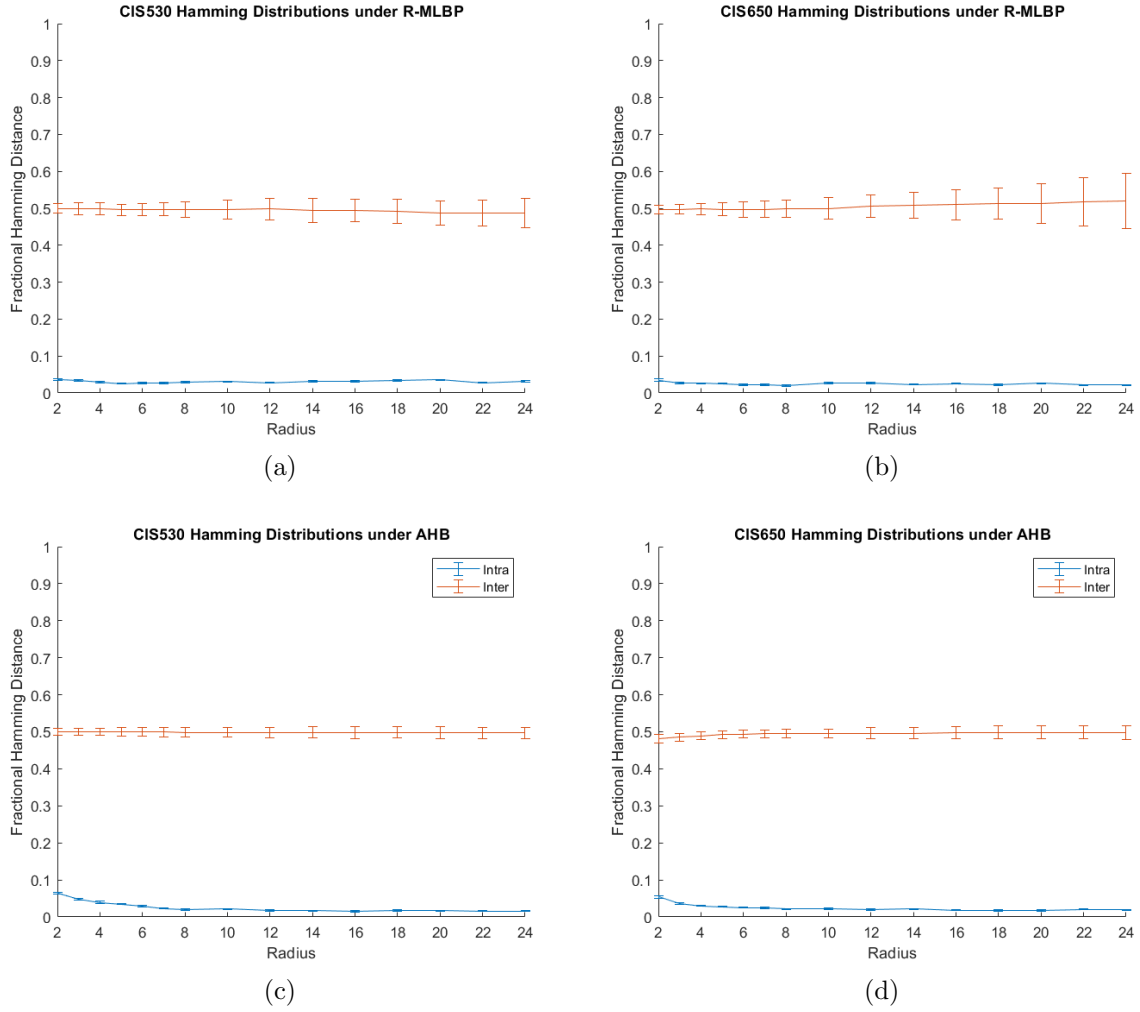 CIS530 Hamming Distributions under R-MLBP
1
0.9
0.8
0.7
0.6
0.5
0.4
0.3
0.2
0.1
0
Fractional Hamming Distance
2 4 6 8 10 12 14 16 18 20 22 24
Radius
(a)
CIS650 Hamming Distributions under R-MLBP
1
0.9
0.8
0.7
0.6
0.5
0.4
0.3
0.2
0.1
0
Fractional Hamming Distance
2 4 6 8 10 12 14 16 18 20 22 24
Radius
(b)
CIS530 Hamming Distributions under AHB
Intra
Inter
1
0.9
0.8
0.7
0.6
0.5
0.4
0.3
0.2
0.1
0
Fractional Hamming Distance
2 4 6 8 10 12 14 16 18 20 22 24
Radius
(c)
CIS650 Hamming Distributions under AHB
Intra
Inter
1
0.9
0.8
0.7
0.6
0.5
0.4
0.3
0.2
0.1
0
Fractional Hamming Distance
2 4 6 8 10 12 14 16 18 20 22 24
Radius
(d)